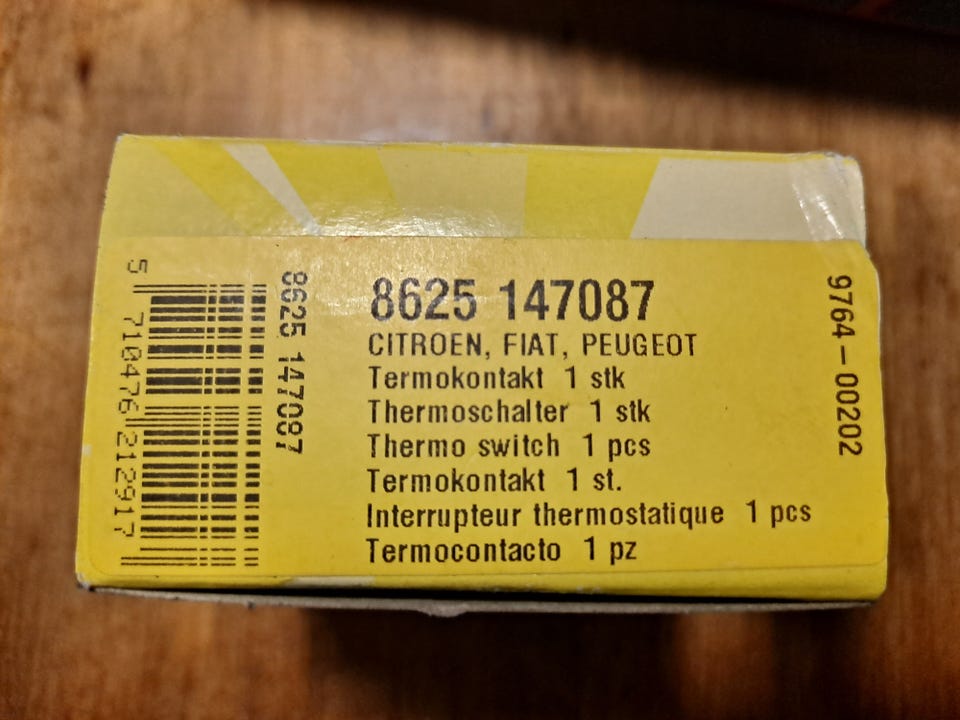 8625 147087
CITROEN, FIAT, PEUGEOT
Termokontakt 1 stk
Thermoschalter 1 stk
Thermo switch 1 pcs
Termokontakt 1 st.
Interrupteur thermostatique 1 pcs
Termocontacto 1 pz
5 710476 212917
8625 147087
9764-00202